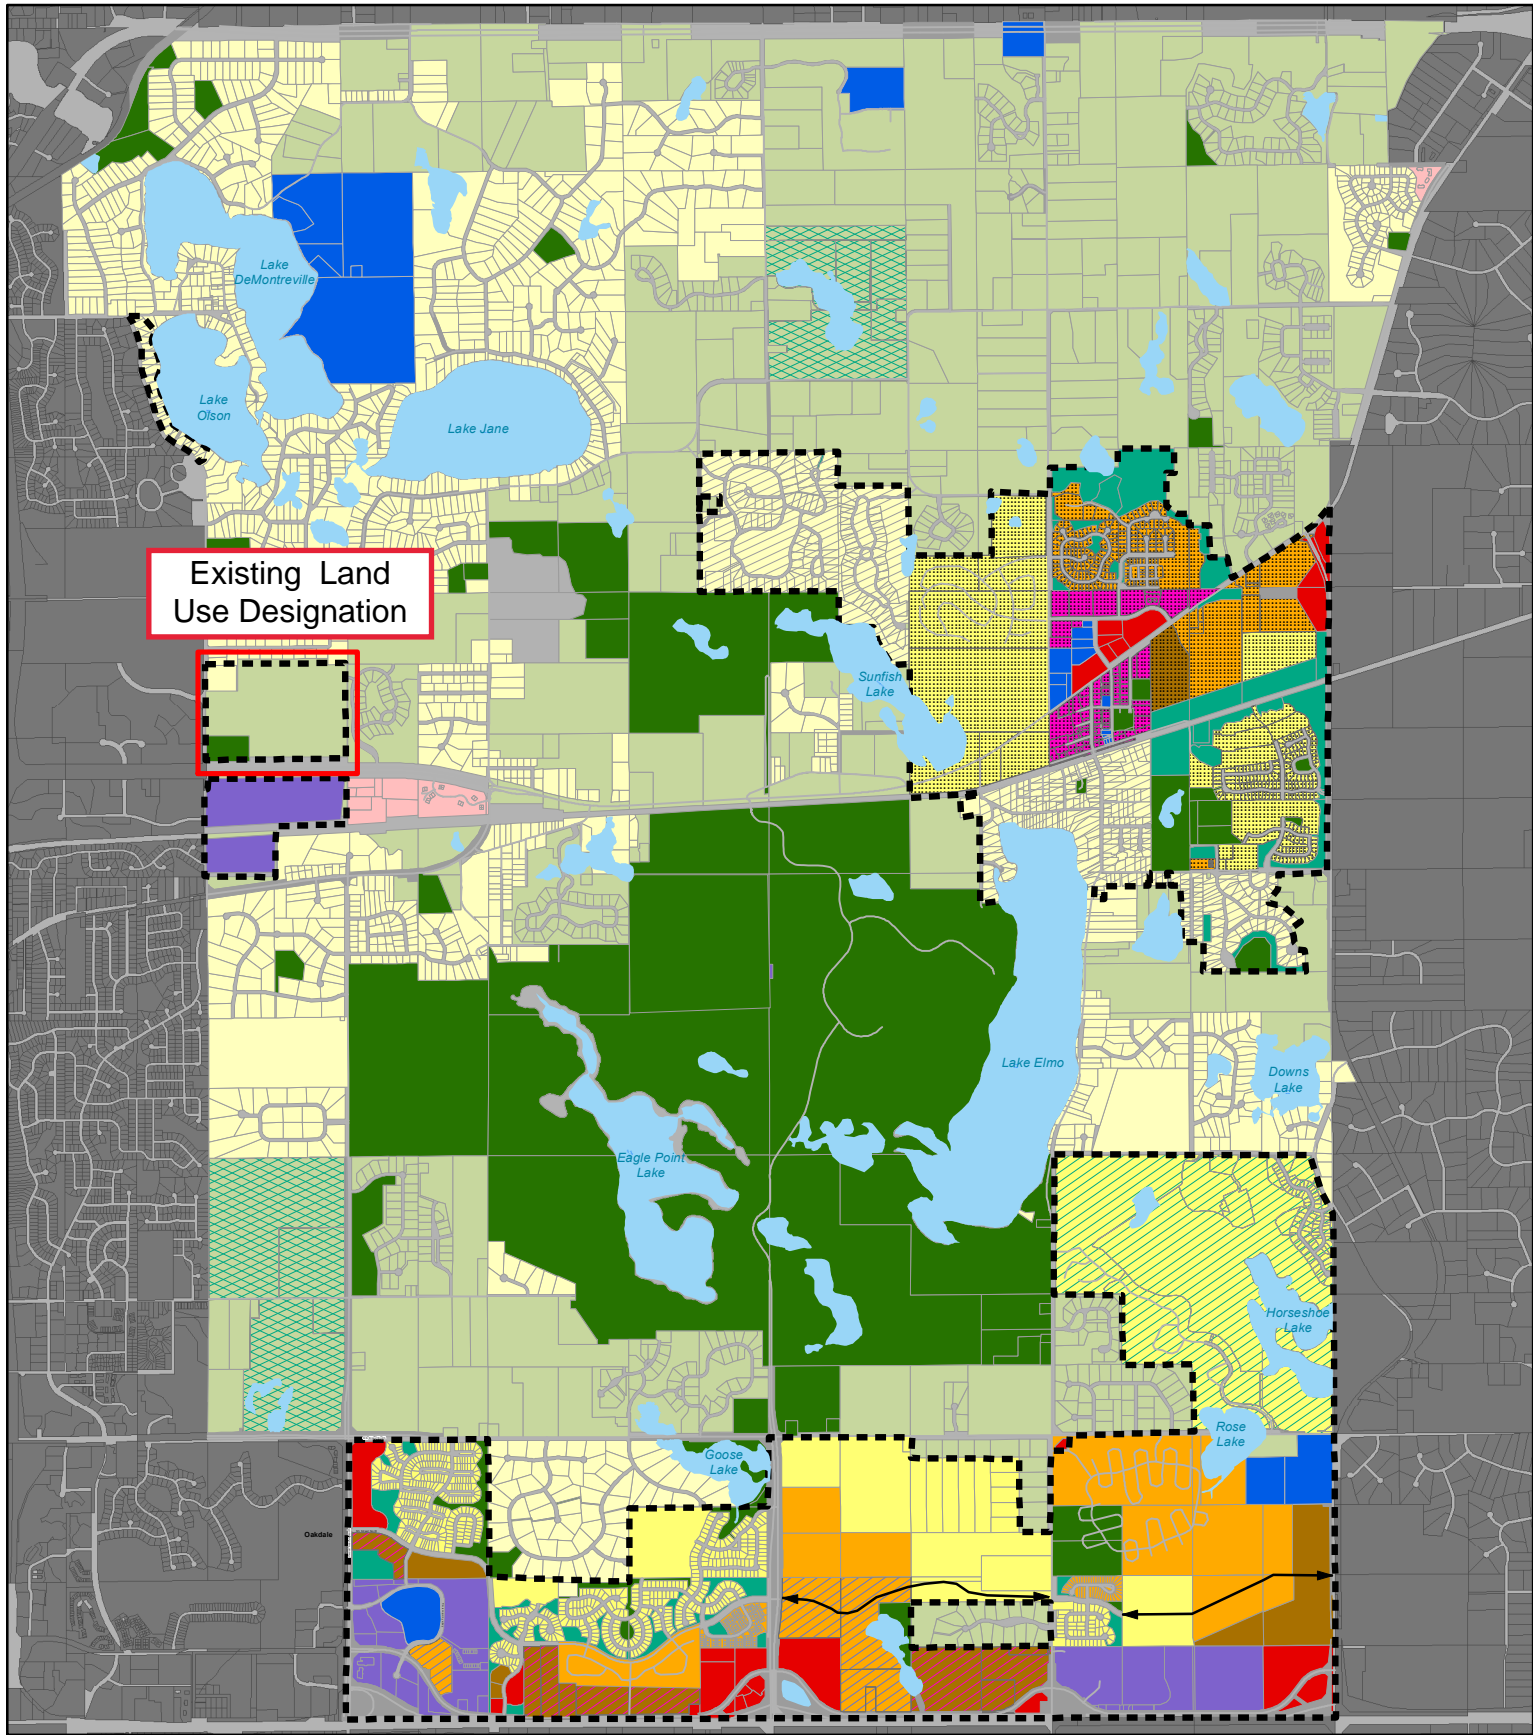 Lake
DeMontreville
Lake
Olson
Lake Jane
Existing Land
Use Designation
Sunfish
Lake
Lake Elmo
Downs
Lake
Eagle Point
Lake
Horseshoe
Lake
Rose
Lake
Goose
Lake
Oakdale